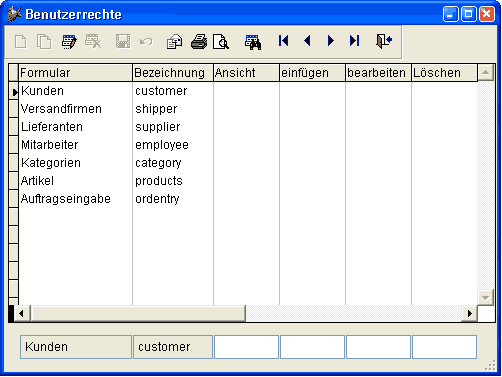 Benutzerrechte
Formular Bezeichnung Ansicht einfügen bearbeiten Löschen
Kunden customer
Versandfirmen shipper
Lieferanten supplier
Mitarbeiter employee
Kategorien category
Artikel products
Auftragseingabe ordentry
Kunden customer